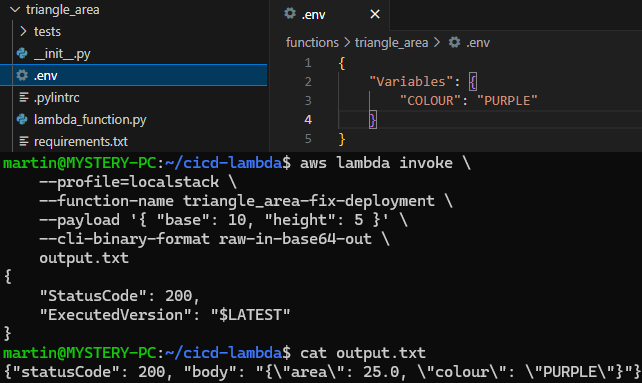 triangle_area
tests
__init__.py
.env
.pylintrc
lambda_function.py
requirements.txt
.env
functions > triangle_area > .env
1 {
2     "Variables": {
3         "COLOUR": "PURPLE"
4     }
5 }
martin@MYSTERY-PC:~/cicd-lambda$ aws lambda invoke \
    --profile=localstack \
    --function-name triangle_area-fix-deployment \
    --payload '{ "base": 10, "height": 5 }' \
    --cli-binary-format raw-in-base64-out \
    output.txt
{
    "StatusCode": 200,
    "ExecutedVersion": "$LATEST"
}
martin@MYSTERY-PC:~/cicd-lambda$ cat output.txt
{"statusCode": 200, "body": "{\"area\": 25.0, \"colour\": \"PURPLE\"}"}